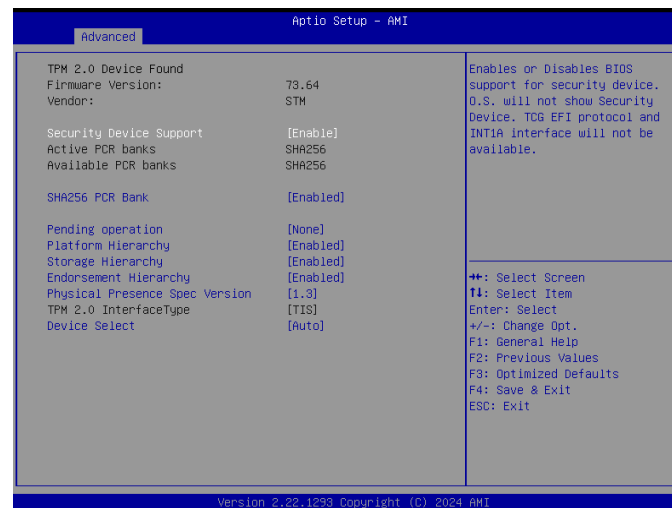 Aptio Setup – AMI
Advanced
TPM 2.0 Device Found
Firmware Version: 73.64
Vendor: STM
Security Device Support [Enable]
Active PCR banks SHA256
Available PCR banks SHA256
SHA256 PCR Bank [Enabled]
Pending operation [None]
Platform Hierarchy [Enabled]
Storage Hierarchy [Enabled]
Endorsement Hierarchy [Enabled]
Physical Presence Spec Version [1.3]
TPM 2.0 InterfaceType [TIS]
Device Select [Auto]
Enables or Disables BIOS
support for security device.
O.S. will not show Security
Device. TCG EFI protocol and
INT1A interface will not be
available.
→←: Select Screen
↑↓: Select Item
Enter: Select
+/-: Change Opt.
F1: General Help
F2: Previous Values
F3: Optimized Defaults
F4: Save & Exit
ESC: Exit
Version 2.22.1293 Copyright (C) 2024 AMI